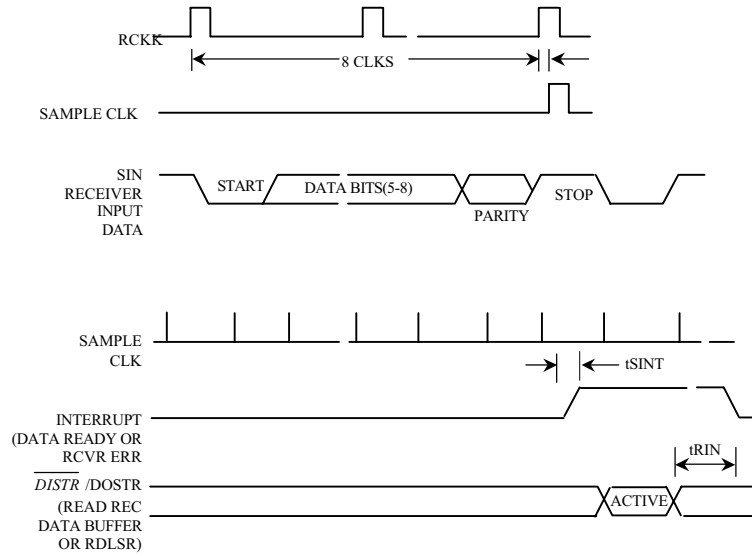 RCKK
8 CLKS
SAMPLE CLK
SIN
RECEIVER
INPUT
DATA
START
DATA BITS(5-8)
PARITY
STOP
SAMPLE
CLK
tSINT
INTERRUPT
(DATA READY OR
RCVR ERR
tRIN
DISTR /DOSTR
(READ REC
DATA BUFFER
OR RDLSR)
ACTIVE